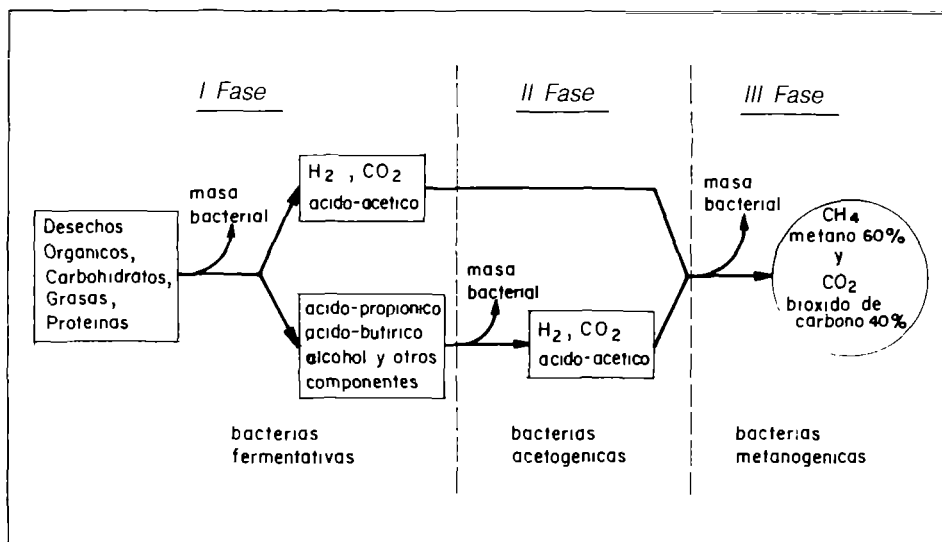 I Fase
II Fase
III Fase
Desechos
Organicos,
Carbohidratos,
Grasas,
Proteinas
masa
bacterial
H2 , CO2
acido-acetico
acido-propionico
acido-butirico
alcohol y otros
componentes
masa
bacterial
H2, CO2
acido-acetico
masa
bacterial
CH4
metano 60%
y
CO2
bioxido de
carbono 40%
bacterias
fermentativas
bacterias
acetogenicas
bacterias
metanogenicas